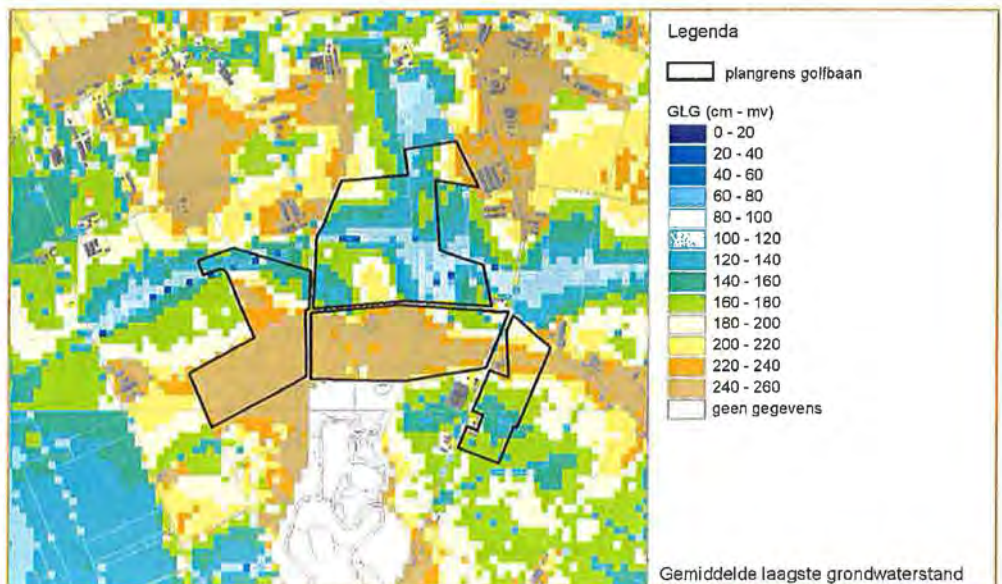 Legenda
plangrens golfbaan
GLG (cm - mv)
0 - 20
20 - 40
40 - 60
60 - 80
80 - 100
100 - 120
120 - 140
140 - 160
160 - 180
180 - 200
200 - 220
220 - 240
240 - 260
geen gegevens
Gemiddelde laagste grondwaterstand